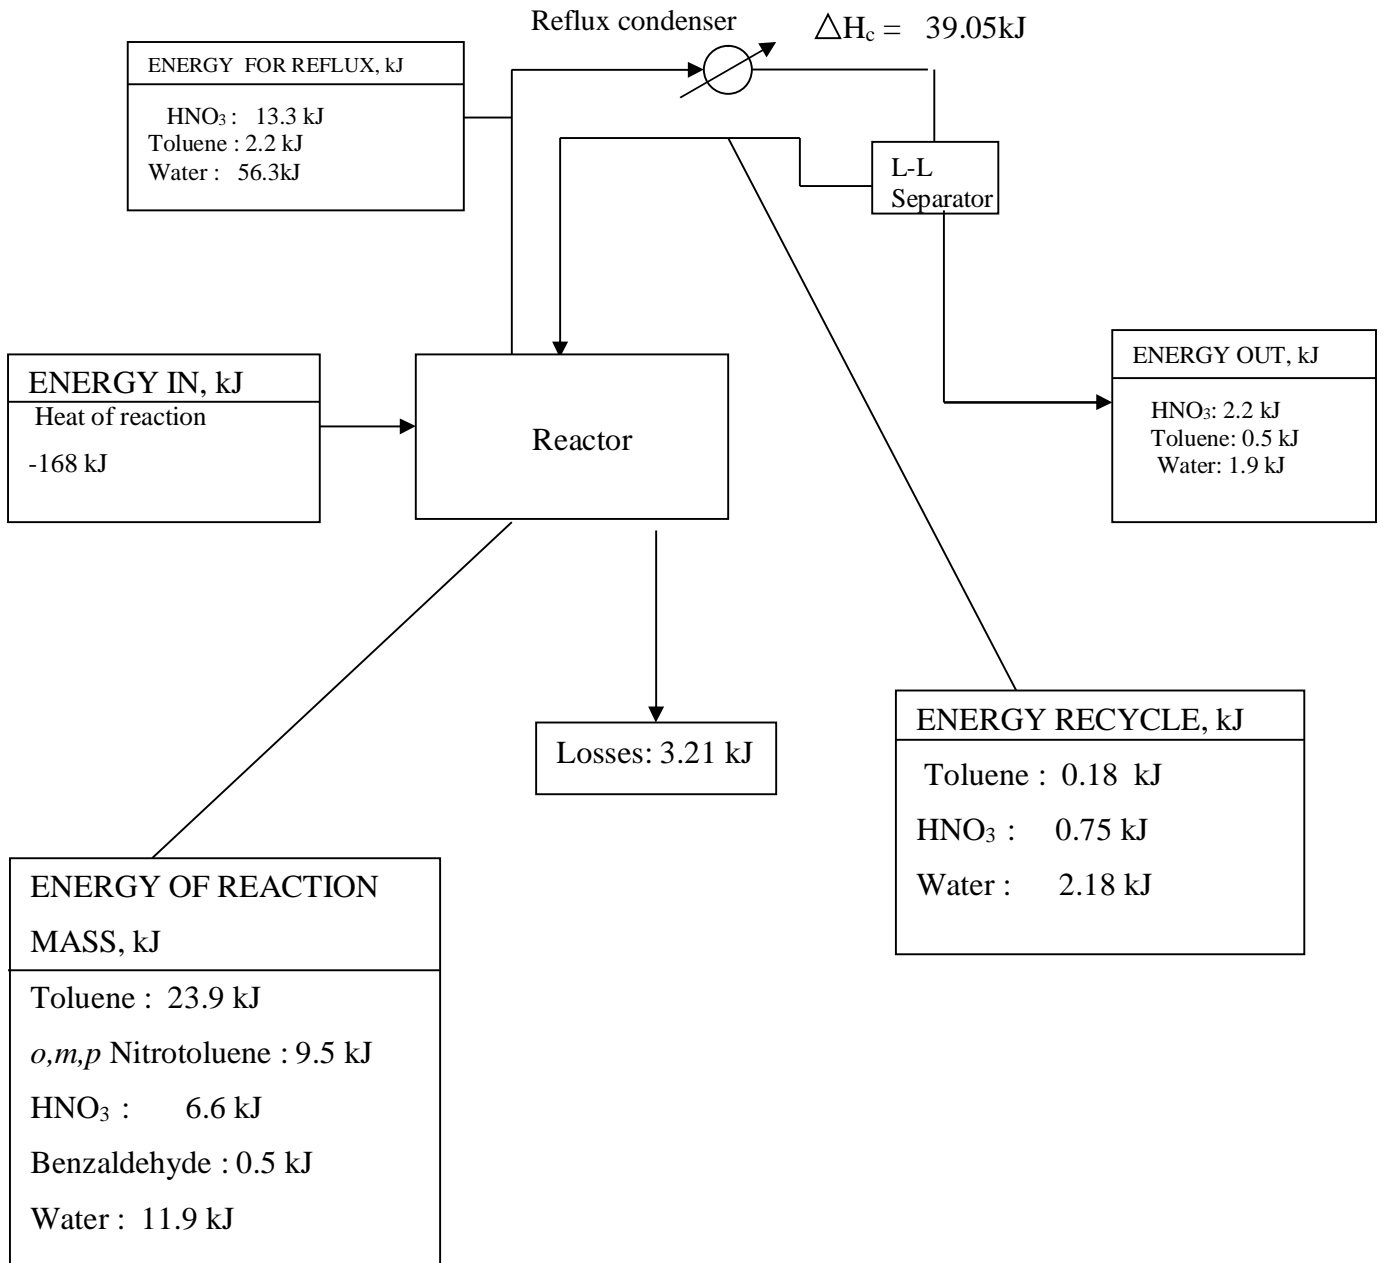 Reflux condenser
△Hc = 39.05kJ
ENERGY FOR REFLUX, kJ
HNO3 : 13.3 kJ
Toluene : 2.2 kJ
Water : 56.3kJ
L-L
Separator
ENERGY IN, kJ
Heat of reaction
-168 kJ
Reactor
ENERGY OUT, kJ
HNO3: 2.2 kJ
Toluene: 0.5 kJ
Water: 1.9 kJ
Losses: 3.21 kJ
ENERGY RECYCLE, kJ
Toluene : 0.18 kJ
HNO3 : 0.75 kJ
Water : 2.18 kJ
ENERGY OF REACTION
MASS, kJ
Toluene : 23.9 kJ
o,m,p Nitrotoluene : 9.5 kJ
HNO3 : 6.6 kJ
Benzaldehyde : 0.5 kJ
Water : 11.9 kJ